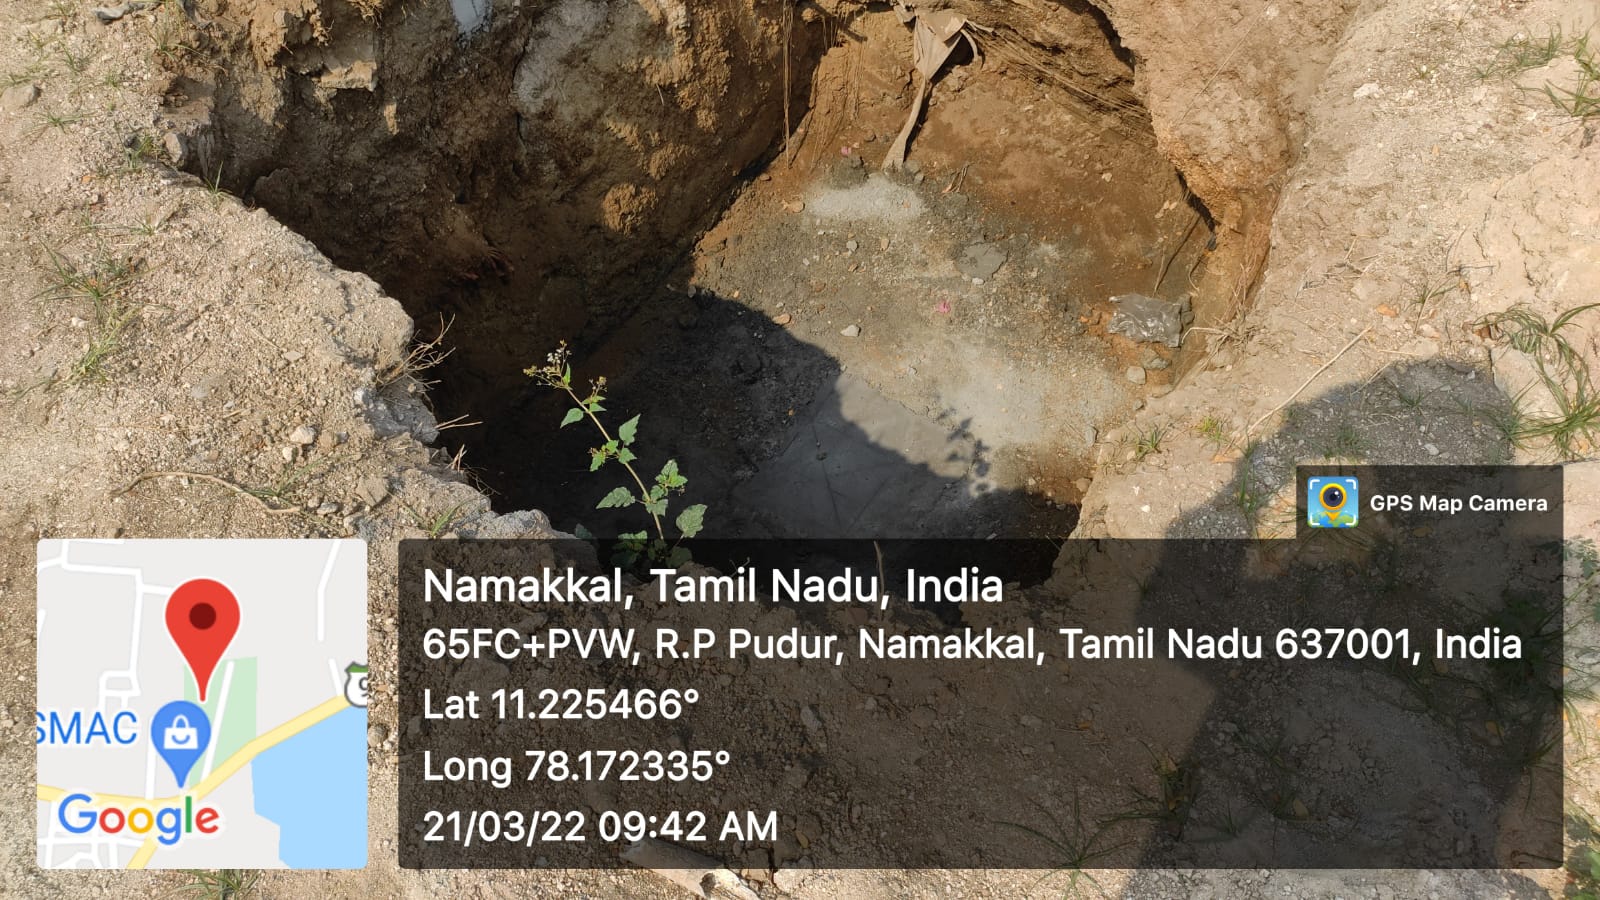 GPS Map Camera
Namakkal, Tamil Nadu, India
65FC+PVW, R.P Pudur, Namakkal, Tamil Nadu 637001, India
Lat 11.225466°
Long 78.172335°
21/03/22 09:42 AM
SMAC
Google